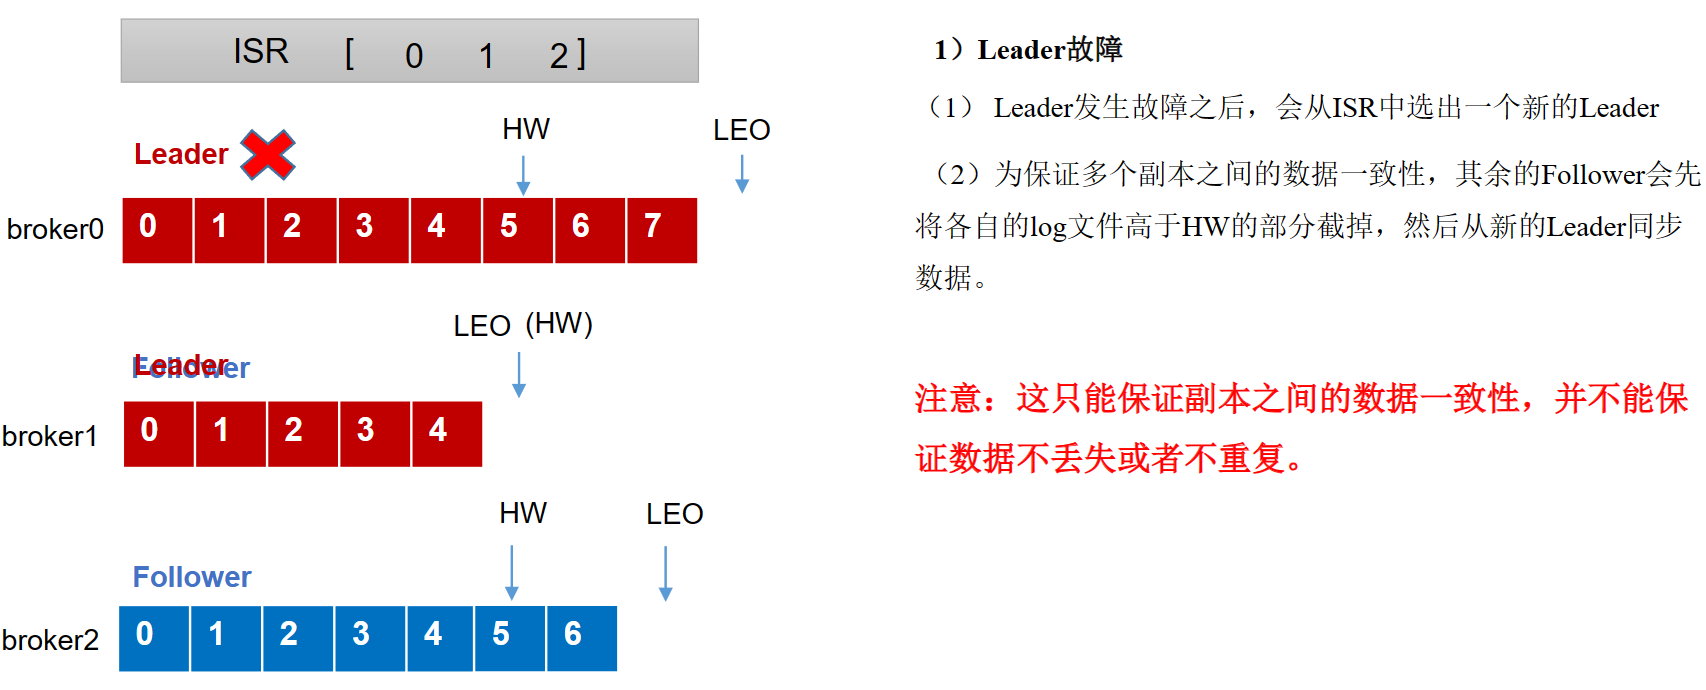 ISR [ 0 1 2 ]
HW
LEO
Leader
broker0
0 1 2 3 4 5 6 7
LEO (HW)
Leader
Follower
broker1
0 1 2 3 4
HW
LEO
Follower
broker2
0 1 2 3 4 5 6
1）Leader故障
（1） Leader发生故障之后，会从ISR中选出一个新的Leader
（2）为保证多个副本之间的数据一致性，其余的Follower会先
将各自的log文件高于HW的部分截掉，然后从新的Leader同步
数据。
注意：这只能保证副本之间的数据一致性，并不能保
证数据不丢失或者不重复。